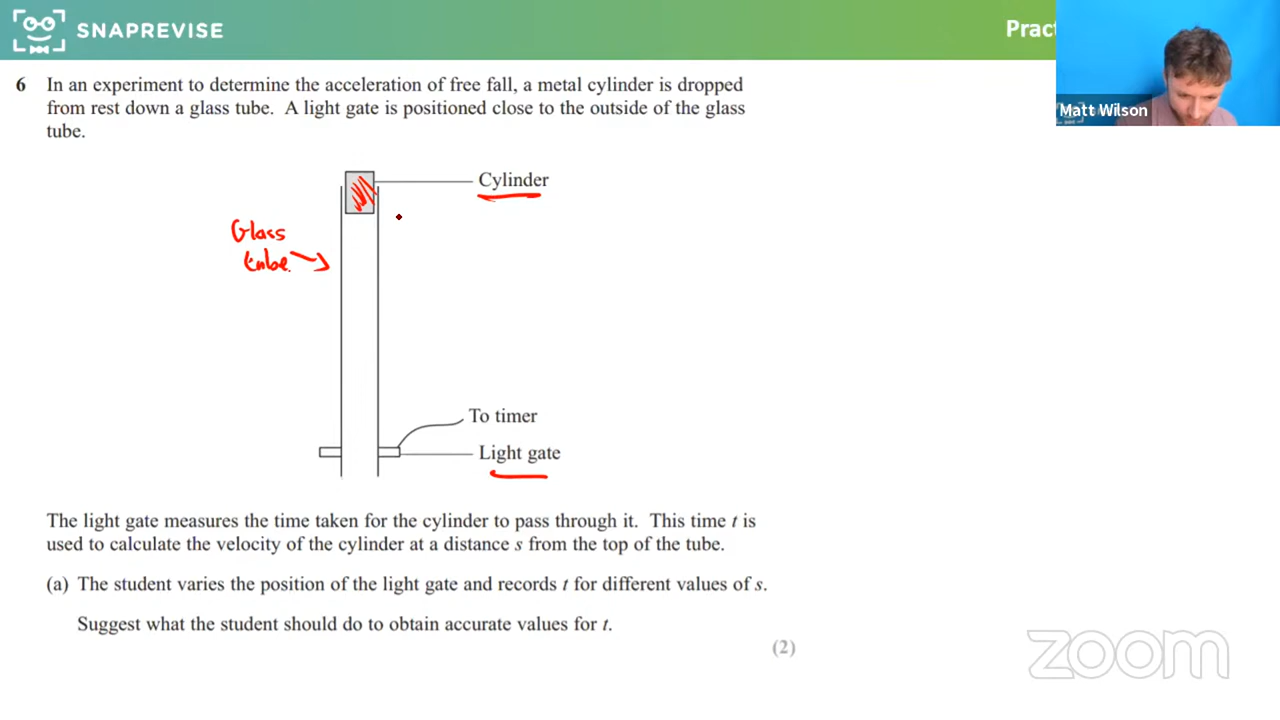 SNAPREVISE
Pract
Matt Wilson
6 In an experiment to determine the acceleration of free fall, a metal cylinder is dropped
from rest down a glass tube. A light gate is positioned close to the outside of the glass
tube.
Cylinder
Glass
tube
To timer
Light gate
The light gate measures the time taken for the cylinder to pass through it. This time t is
used to calculate the velocity of the cylinder at a distance s from the top of the tube.
(a) The student varies the position of the light gate and records t for different values of s.
Suggest what the student should do to obtain accurate values for t.
(2)
zoom